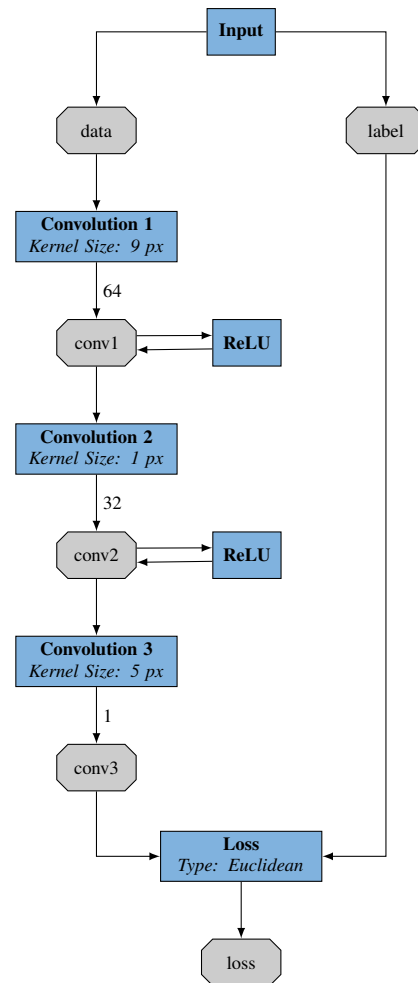 Input
data
label
Convolution 1
Kernel Size: 9 px
64
conv1
ReLU
Convolution 2
Kernel Size: 1 px
32
conv2
ReLU
Convolution 3
Kernel Size: 5 px
1
conv3
Loss
Type: Euclidean
loss